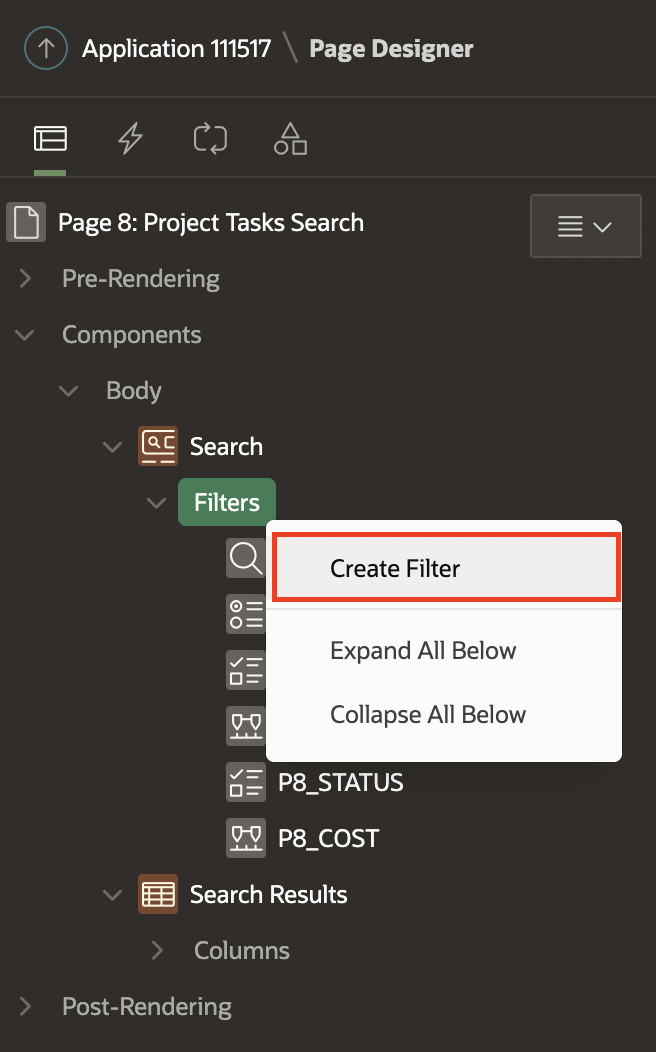 Application 111517 \ Page Designer
Page 8: Project Tasks Search
Pre-Rendering
Components
Body
Search
Filters
Create Filter
Expand All Below
Collapse All Below
P8_STATUS
P8_COST
Search Results
Columns
Post-Rendering